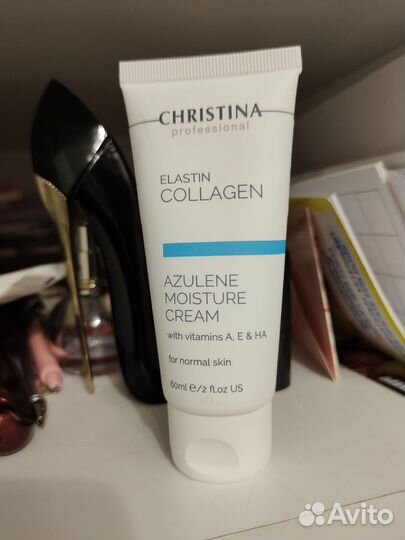 CHRISTINA
professional
ELASTIN
COLLAGEN
AZULENE
MOISTURE
CREAM
with vitamins A, E & HA
for normal skin
60ml e/2 fl.oz US
Avito